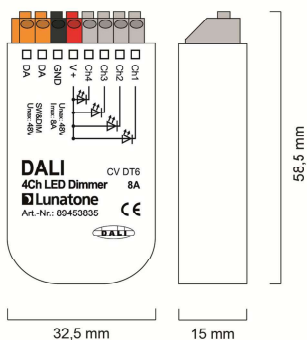 DA
DA
GND
V +
Ch4
Ch3
Ch2
Ch1
SW&DIM
Umax: 48V
Umax: 48V
Imax: 8A
DALI
CV DT6
4Ch LED Dimmer
8A
Lunatone
Art.-Nr.: 89453835
CE
DALI
58,5 mm
32,5 mm
15 mm